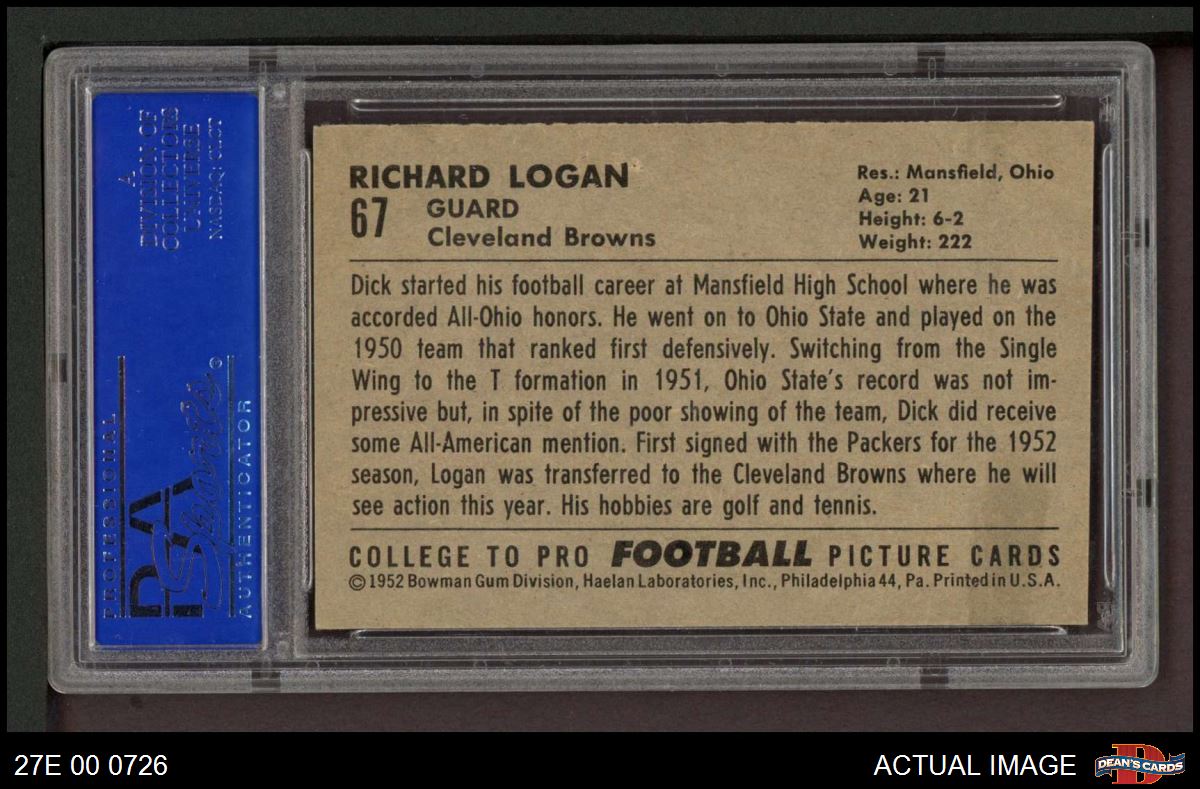 A
DIVISION OF
COLLECTORS
UNIVERSE
NASDAQ: CLCT
PROFESSIONAL
PSA
Sports
®
AUTHENTICATOR
RICHARD LOGAN
67 GUARD
Cleveland Browns
Res.: Mansfield, Ohio
Age: 21
Height: 6-2
Weight: 222
Dick started his football career at Mansfield High School where he was
accorded All-Ohio honors. He went on to Ohio State and played on the
1950 team that ranked first defensively. Switching from the Single
Wing to the T formation in 1951, Ohio State's record was not im-
pressive but, in spite of the poor showing of the team, Dick did receive
some All-American mention. First signed with the Packers for the 1952
season, Logan was transferred to the Cleveland Browns where he will
see action this year. His hobbies are golf and tennis.
COLLEGE TO PRO FOOTBALL PICTURE CARDS
© 1952 Bowman Gum Division, Haelan Laboratories, Inc., Philadelphia 44, Pa. Printed in U.S.A.
27E 00 0726
ACTUAL IMAGE
D
DEAN'S CARDS